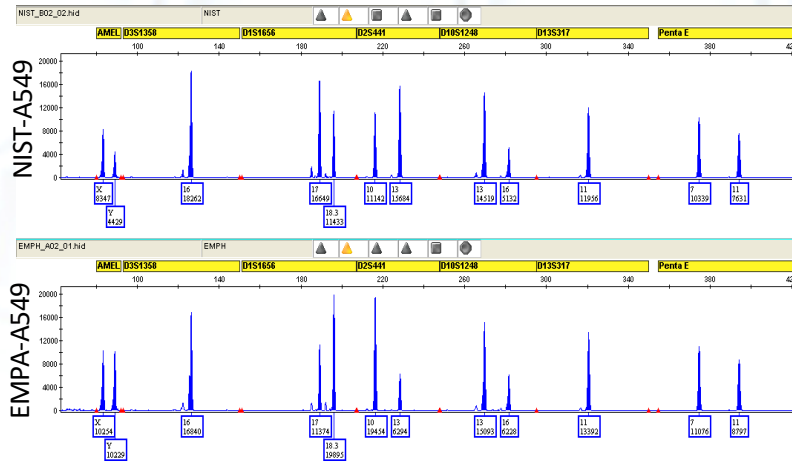 NIST_B02_02.hid NIST
AMEL D3S1358 D1S1656 D2S441 D10S1248 D13S317 Penta E
100 140 180 220 260 300 340 380 42
NIST-A549
20000
16000
12000
8000
4000
0
X 16 17 10 13 13 16 11 7 11
8347 18262 16649 11142 15684 14519 5132 11956 10339 7631
Y 18.3
4429 11433
EMPH_A02_01.hid EMPH
AMEL D3S1358 D1S1656 D2S441 D10S1248 D13S317 Penta E
100 140 180 220 260 300 340 380 42
EMPA-A549
20000
16000
12000
8000
4000
0
X 16 17 10 13 13 16 11 7 11
10254 16840 11374 19454 6294 15093 6228 13392 11076 8797
Y 18.3
10229 19895